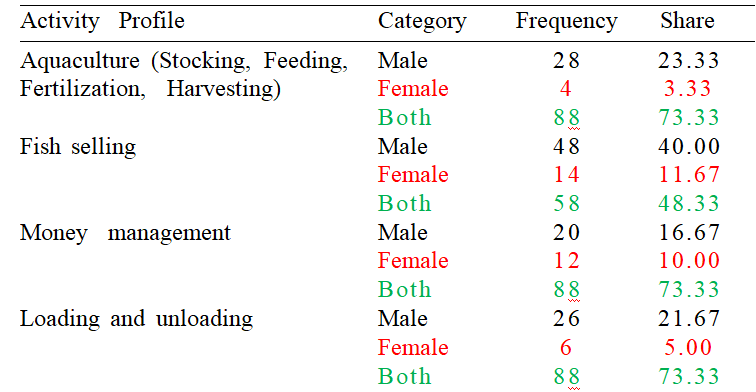 Activity Profile Category Frequency Share
Aquaculture (Stocking, Feeding, Male 28 23.33
Fertilization, Harvesting) Female 4 3.33
Both 88 73.33
Fish selling Male 48 40.00
Female 14 11.67
Both 58 48.33
Money management Male 20 16.67
Female 12 10.00
Both 88 73.33
Loading and unloading Male 26 21.67
Female 6 5.00
Both 88 73.33